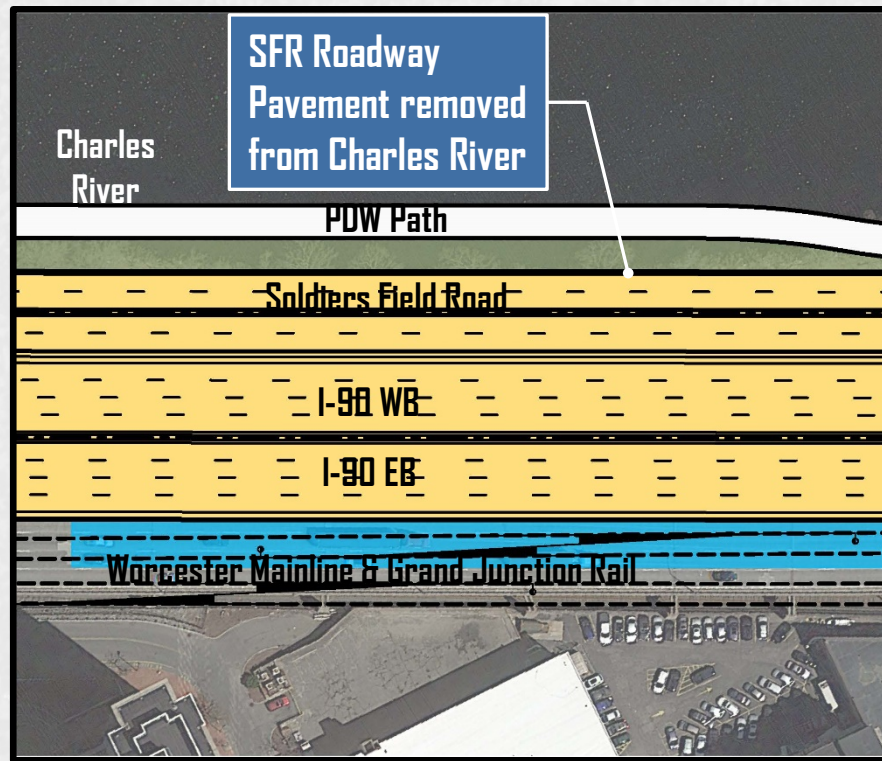 SFR Roadway
Pavement removed
from Charles River
Charles
River
PDW Path
Soldiers Field Road
I-90 WB
I-90 EB
Worcester Mainline & Grand Junction Rail